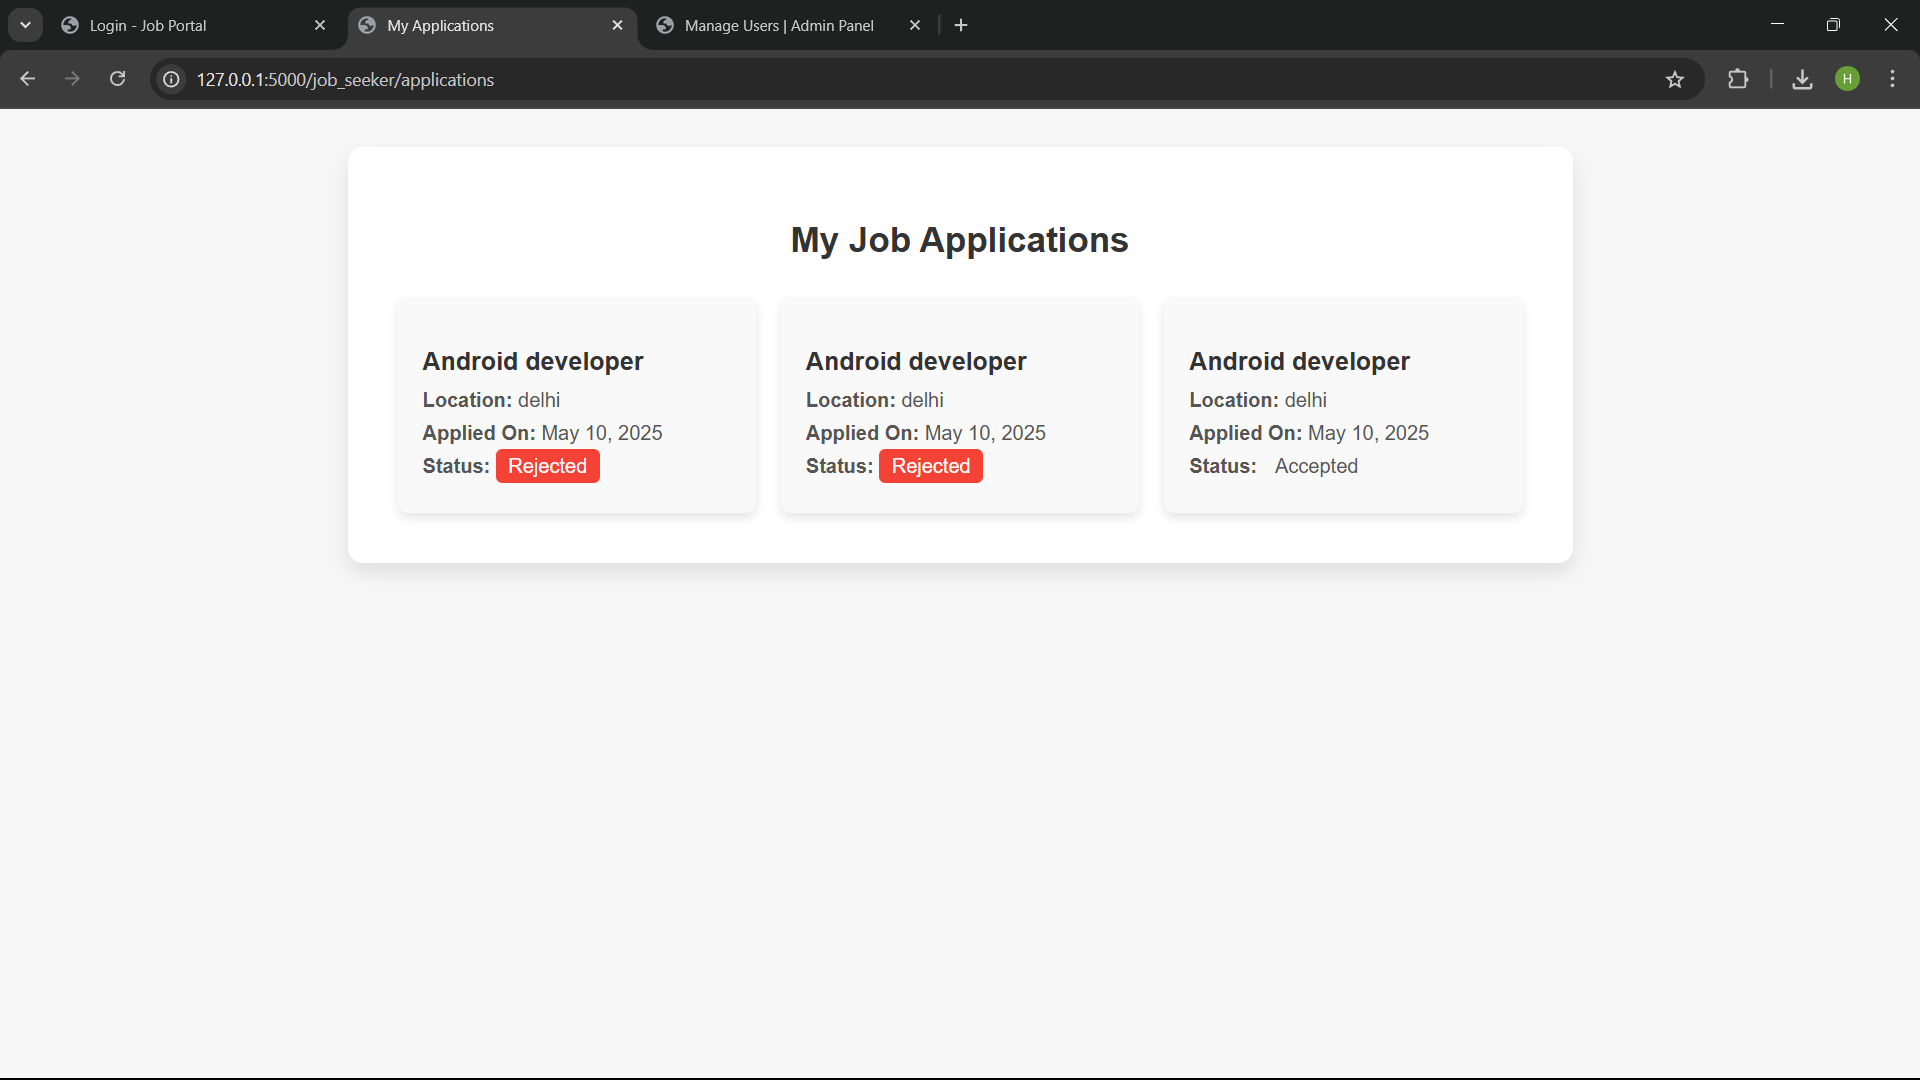 Login - Job Portal
My Applications
Manage Users | Admin Panel
127.0.0.1:5000/job_seeker/applications
H
My Job Applications
Android developer
Location: delhi
Applied On: May 10, 2025
Status: Rejected
Android developer
Location: delhi
Applied On: May 10, 2025
Status: Rejected
Android developer
Location: delhi
Applied On: May 10, 2025
Status: Accepted